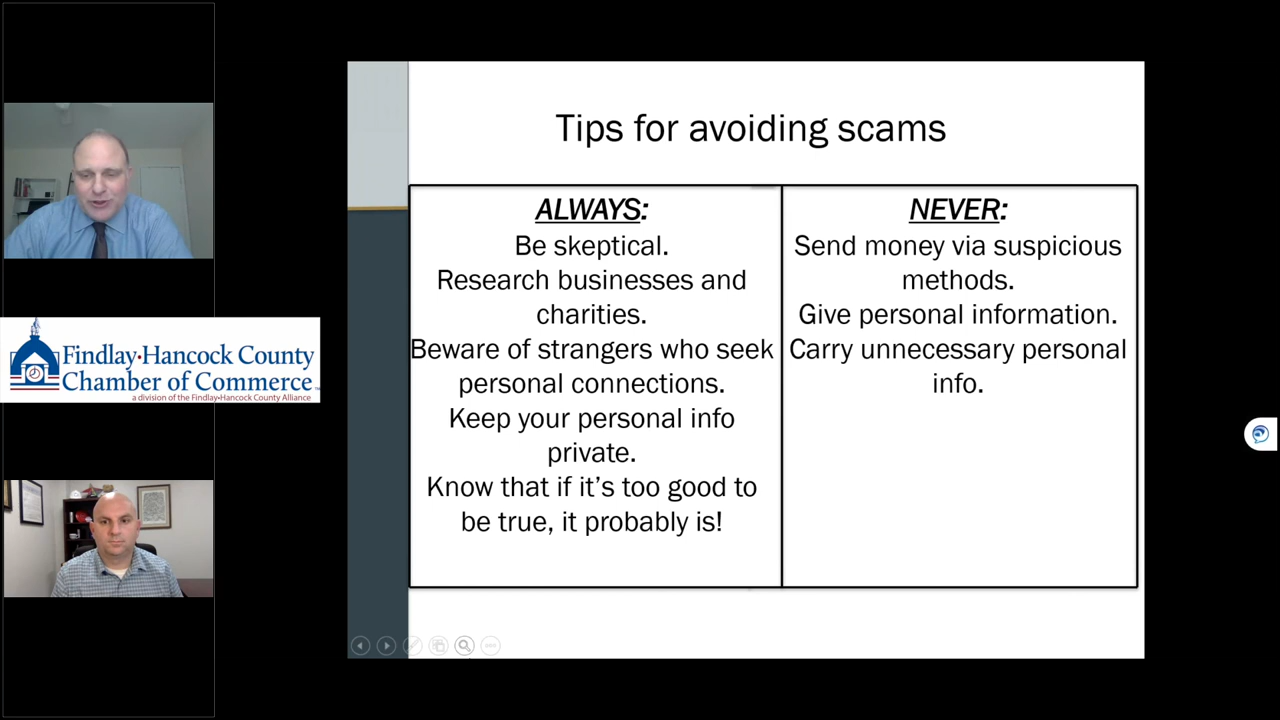 Tips for avoiding scams
ALWAYS:
Be skeptical.
Research businesses and
charities.
Beware of strangers who seek
personal connections.
Keep your personal info
private.
Know that if it's too good to
be true, it probably is!
NEVER:
Send money via suspicious
methods.
Give personal information.
Carry unnecessary personal
info.
Findlay•Hancock County
Chamber of Commerce
a division of the Findlay•Hancock County Alliance